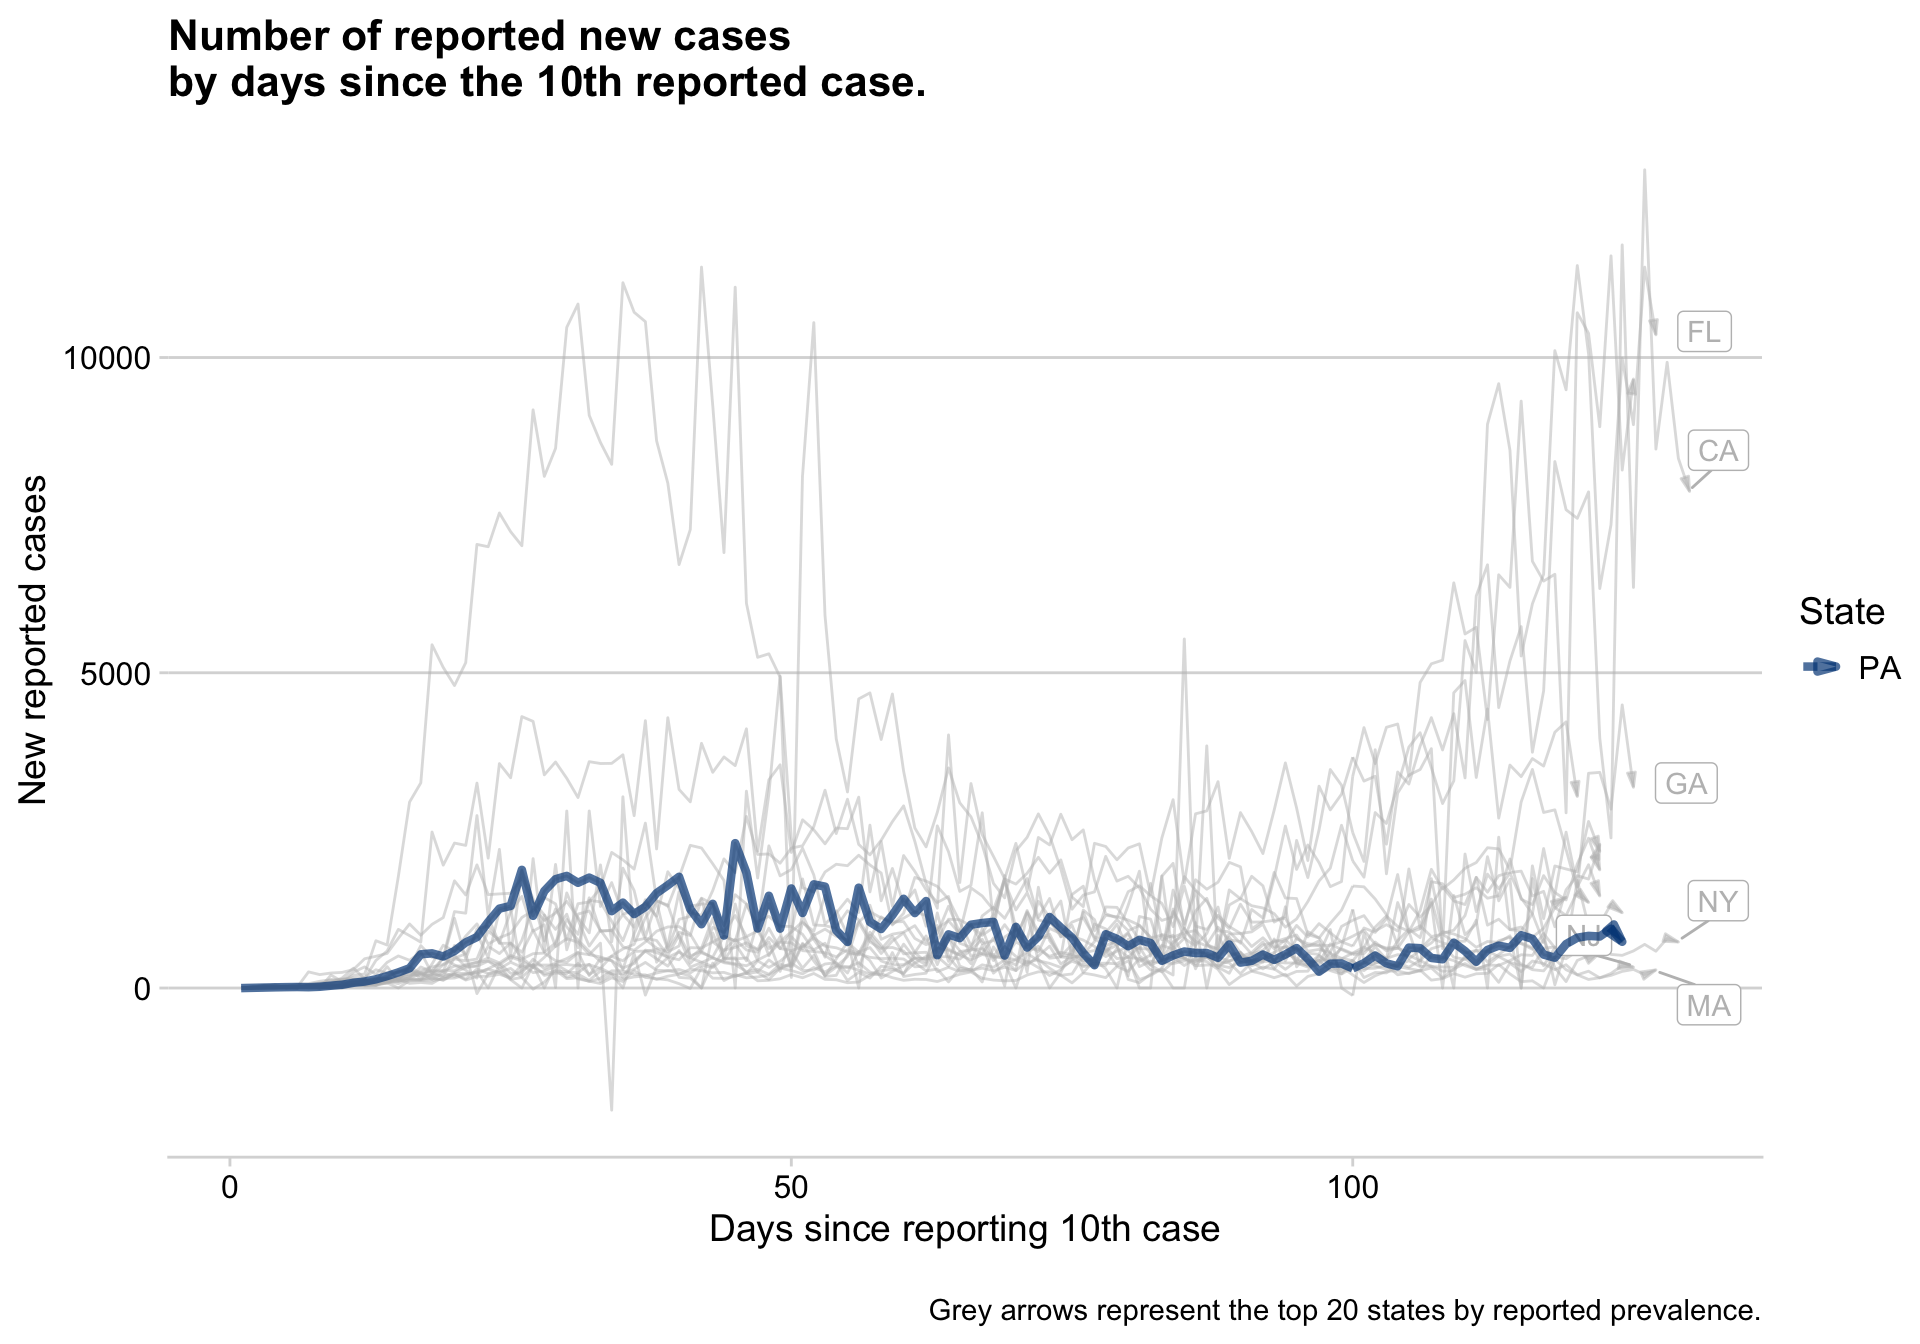 Number of reported new cases
by days since the 10th reported case.
10000
5000
0
New reported cases
FL
CA
GA
NY
NJ
MA
State
PA
0
50
100
Days since reporting 10th case
Grey arrows represent the top 20 states by reported prevalence.